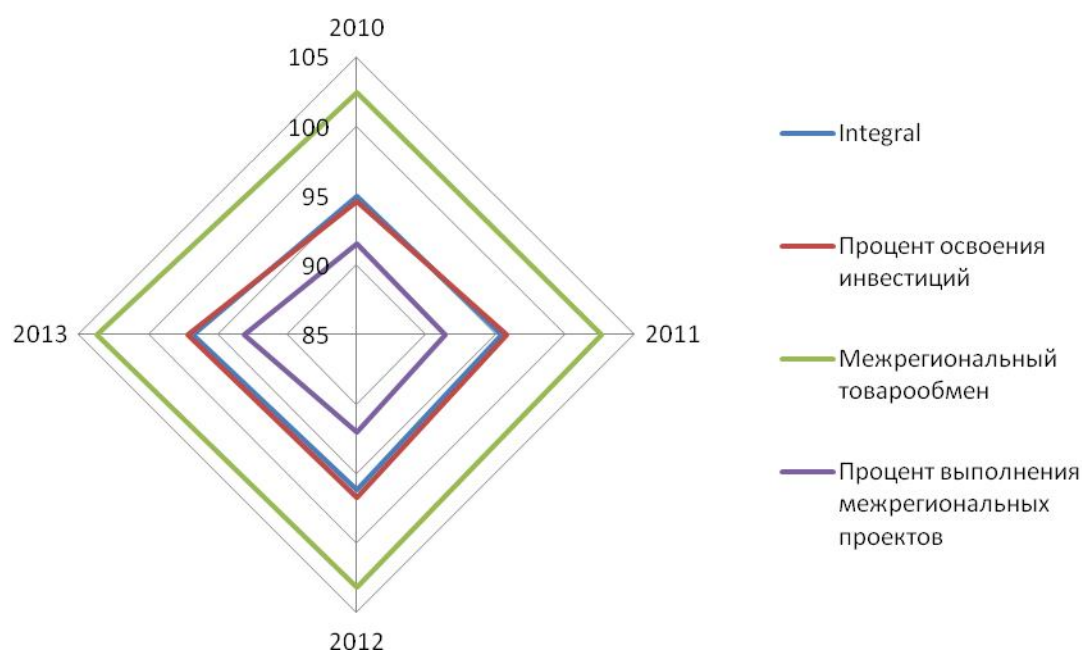 2010
105
100
95
90
85
2013
2011
2012
Integral
Процент освоения
инвестиций
Межрегиональный
товарообмен
Процент выполнения
межрегиональных
проектов